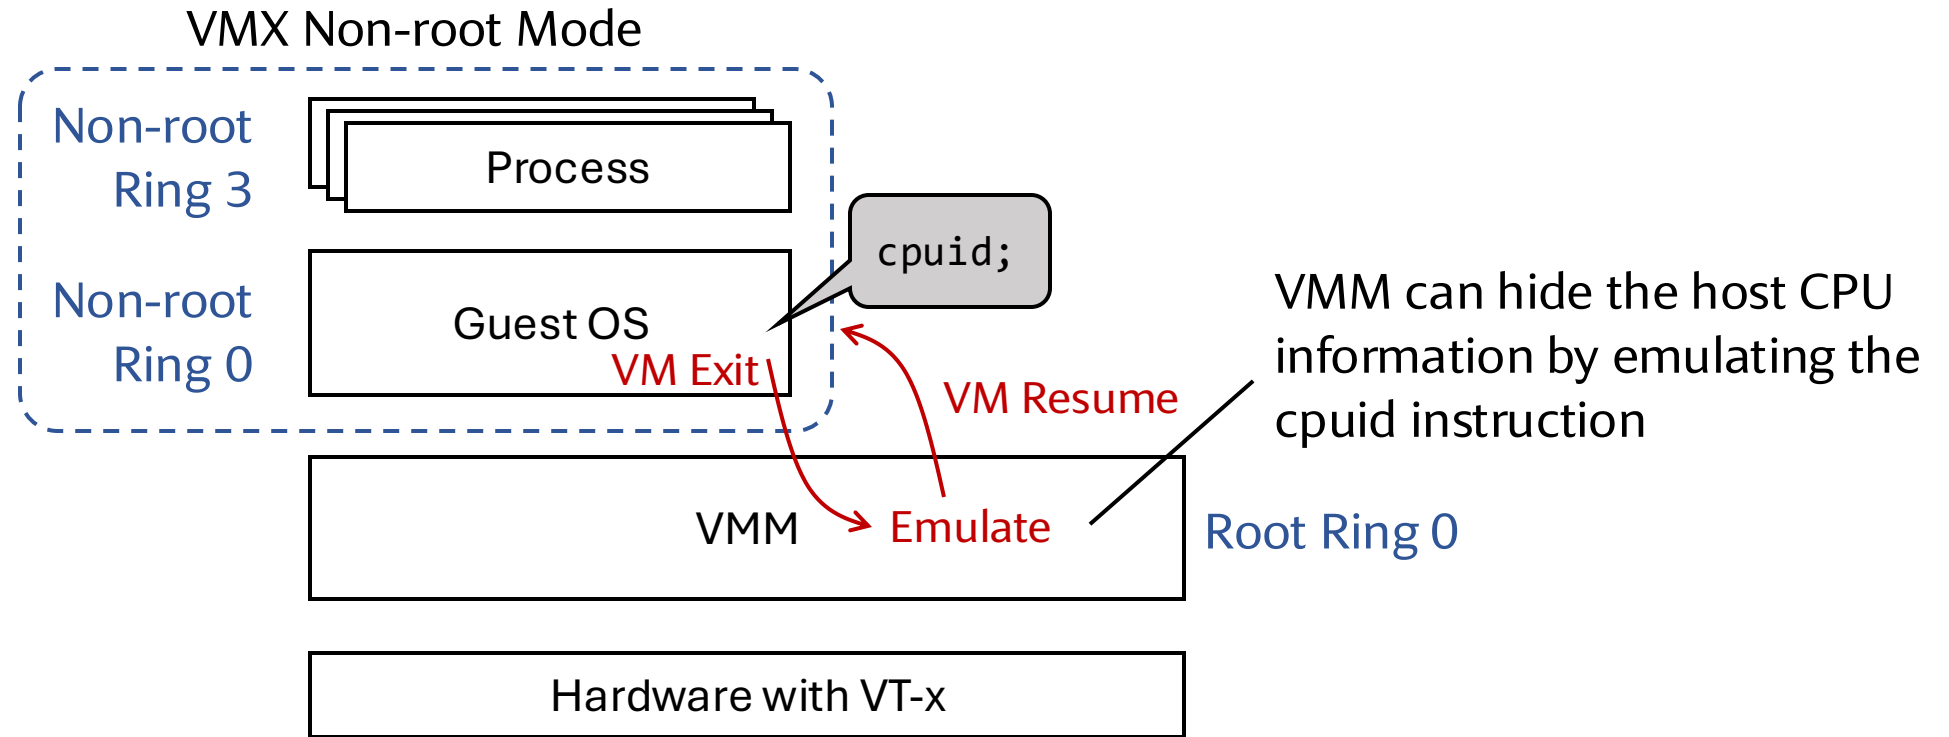 VMX Non-root Mode
Non-root
Ring 3
Process
cpuid;
Non-root
Ring 0
Guest OS
VM Exit
VM Resume
VMM can hide the host CPU
information by emulating the
cpuid instruction
VMM
Emulate
Root Ring 0
Hardware with VT-x